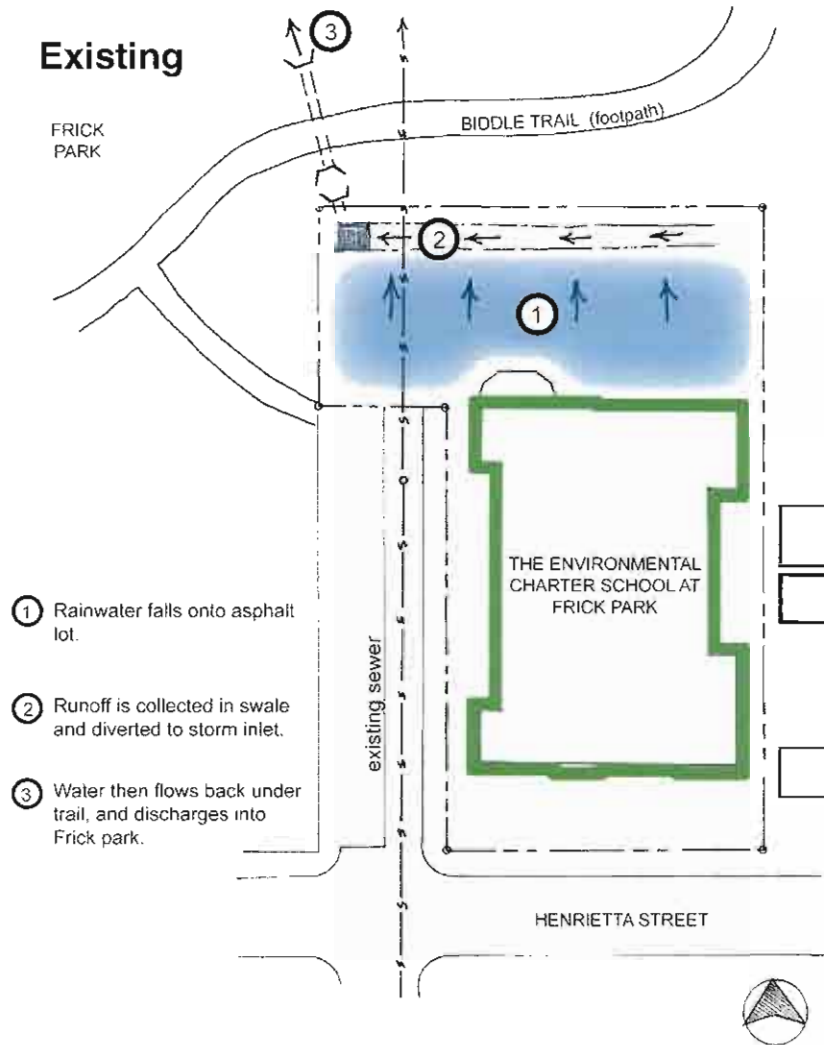 Existing
3
FRICK
PARK
BIDDLE TRAIL (footpath)
2
1
THE ENVIRONMENTAL
CHARTER SCHOOL AT
FRICK PARK
existing sewer
1 Rainwater falls onto asphalt
lot.
2 Runoff is collected in swale
and diverted to storm inlet.
3 Water then flows back under
trail, and discharges into
Frick park.
HENRIETTA STREET
S
S
S
S
S
S
S
S
S
S
S
S